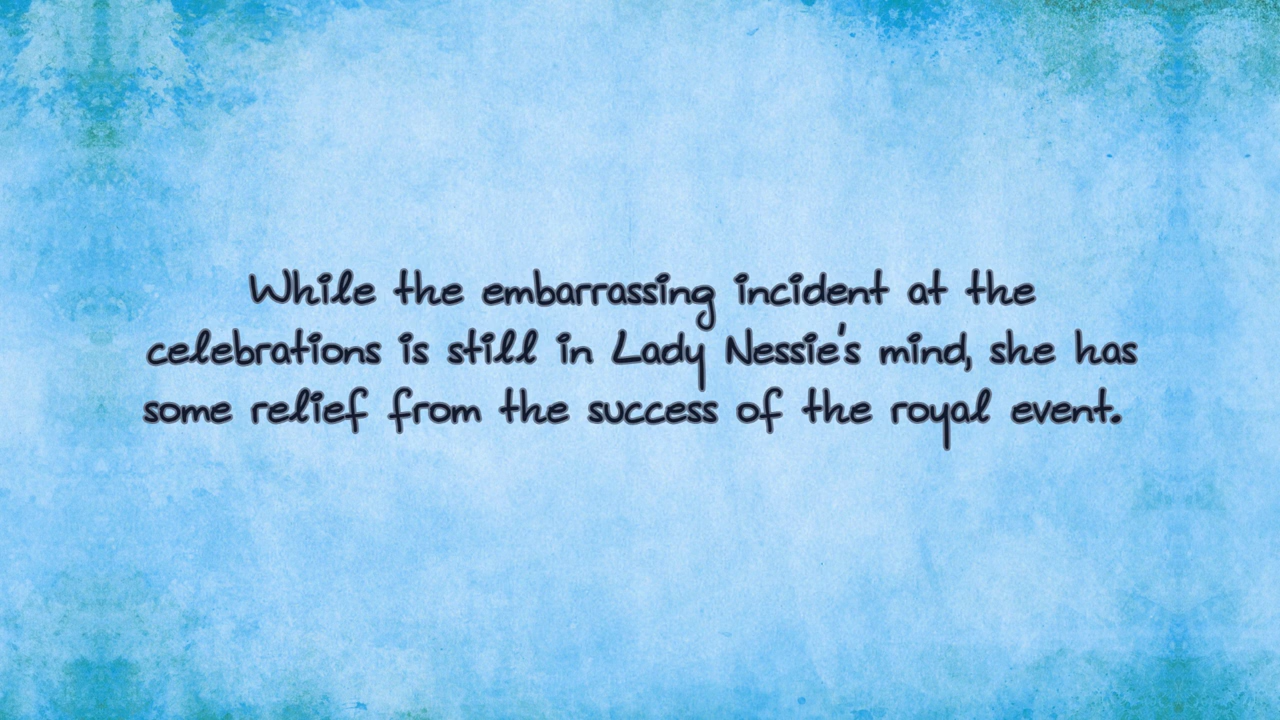 While the embarrassing incident at the
celebrations is still in Lady Nessie's mind, she has
some relief from the success of the royal event.